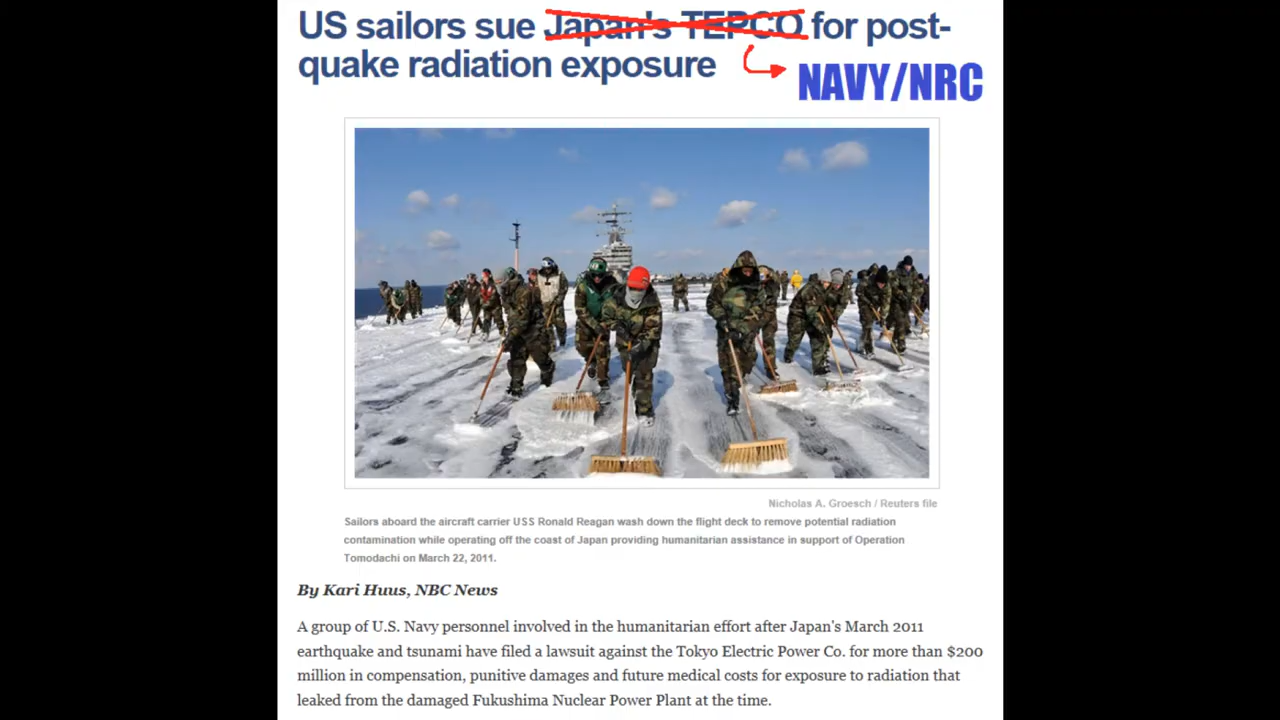 US sailors sue Japan's TEPCO for post-
quake radiation exposure
NAVY/NRC
Nicholas A. Groesch / Reuters file
Sailors aboard the aircraft carrier USS Ronald Reagan wash down the flight deck to remove potential radiation
contamination while operating off the coast of Japan providing humanitarian assistance in support of Operation
Tomodachi on March 22, 2011.
By Kari Huus, NBC News
A group of U.S. Navy personnel involved in the humanitarian effort after Japan's March 2011
earthquake and tsunami have filed a lawsuit against the Tokyo Electric Power Co. for more than $200
million in compensation, punitive damages and future medical costs for exposure to radiation that
leaked from the damaged Fukushima Nuclear Power Plant at the time.